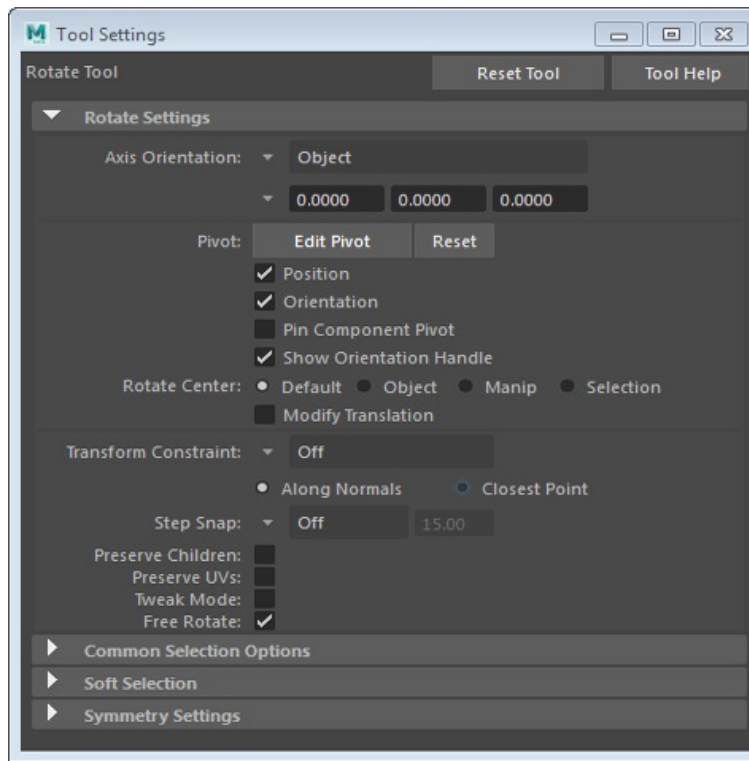 Tool Settings
Rotate Tool Reset Tool Tool Help
Rotate Settings
Axis Orientation: Object
0.0000 0.0000 0.0000
Pivot: Edit Pivot Reset
Position
Orientation
Pin Component Pivot
Show Orientation Handle
Rotate Center: Default Object Manip Selection
Modify Translation
Transform Constraint: Off
Along Normals Closest Point
Step Snap: Off 15.00
Preserve Children:
Preserve UVs:
Tweak Mode:
Free Rotate:
Common Selection Options
Soft Selection
Symmetry Settings